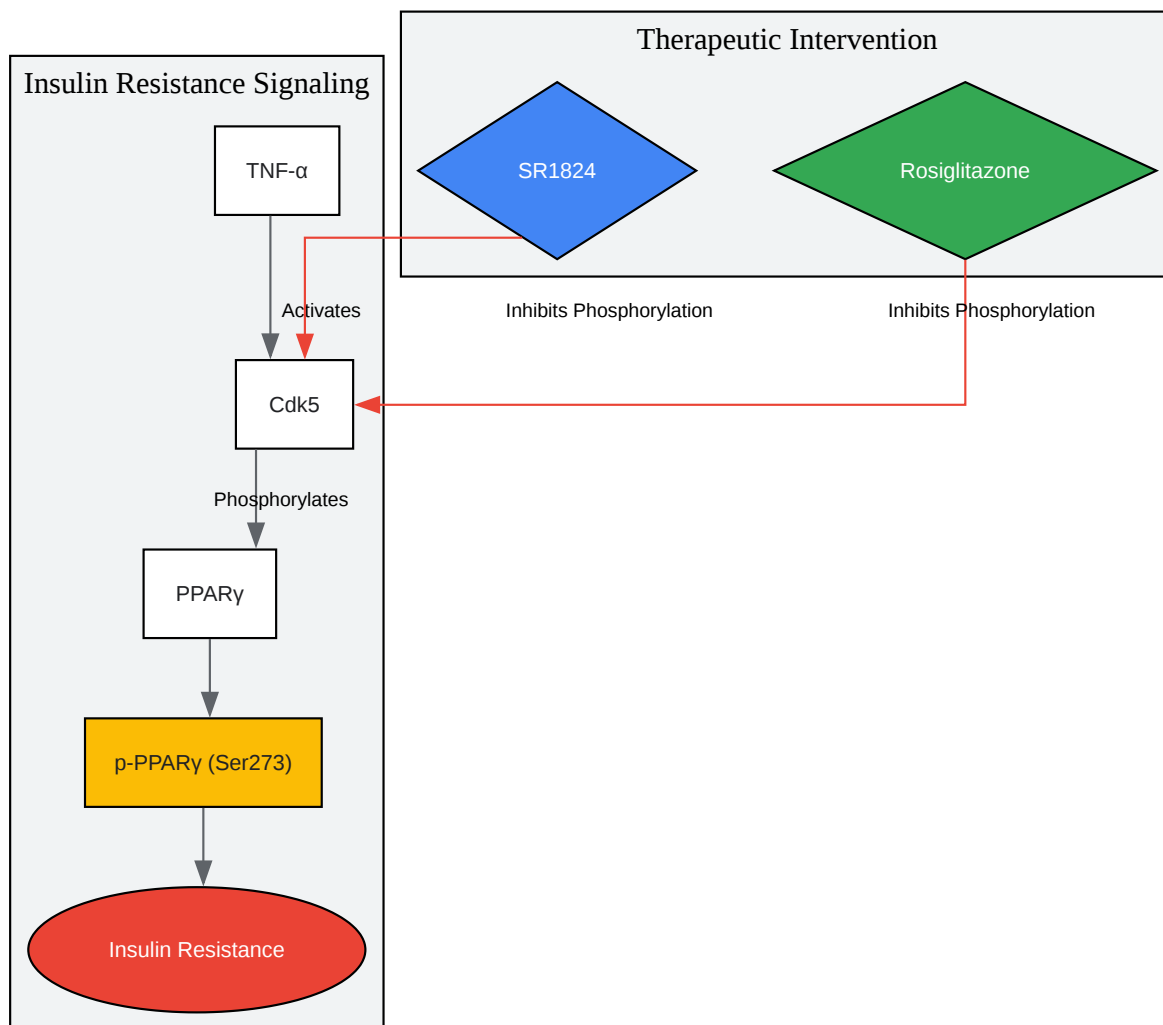 Therapeutic Intervention
Insulin Resistance Signaling
TNF-α
SR1824
Rosiglitazone
Activates
Inhibits Phosphorylation
Inhibits Phosphorylation
Cdk5
Phosphorylates
PPARγ
p-PPARγ (Ser273)
Insulin Resistance